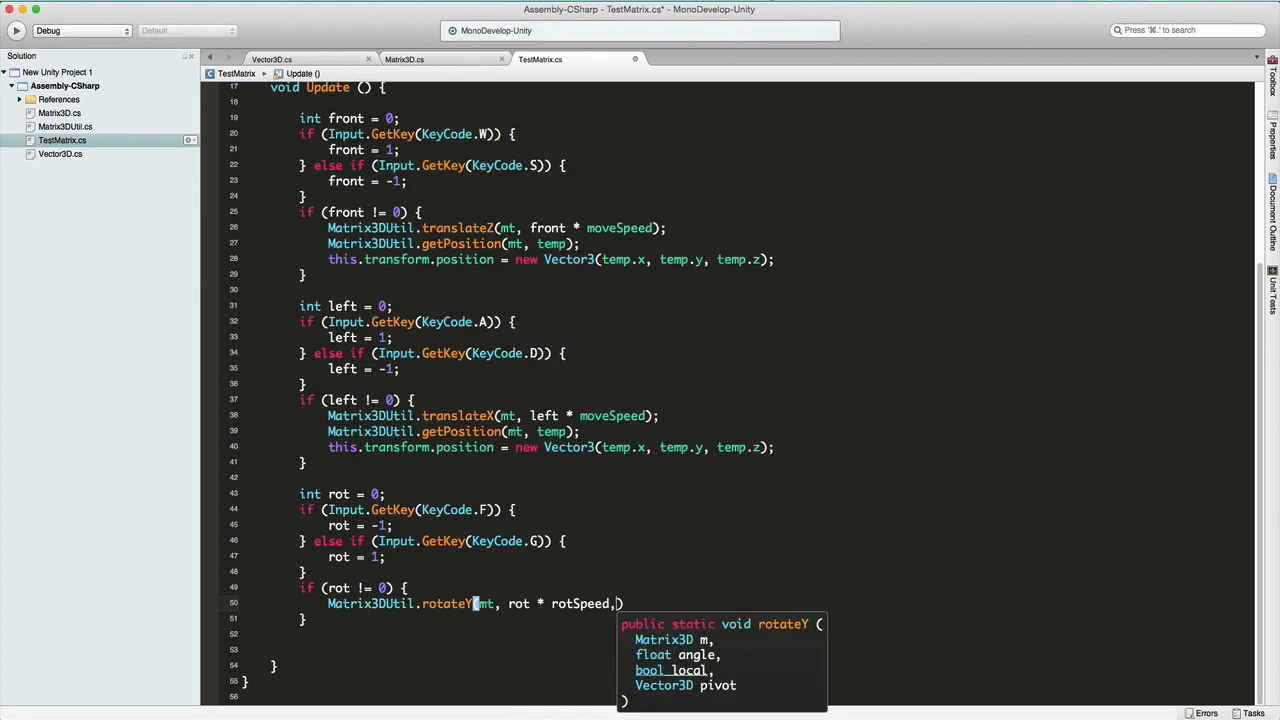 Assembly-CSharp - TestMatrix.cs* - MonoDevelop-Unity
Debug
Default
MonoDevelop-Unity
Press '⌘.' to search
Solution
Vector3D.cs
Matrix3D.cs
TestMatrix.cs
New Unity Project 1
TestMatrix
Update ()
Assembly-CSharp
References
Matrix3D.cs
Matrix3DUtil.cs
TestMatrix.cs
Vector3D.cs
17 void Update () {
18
19 int front = 0;
20 if (Input.GetKey(KeyCode.W)) {
21 front = 1;
22 } else if (Input.GetKey(KeyCode.S)) {
23 front = -1;
24 }
25 if (front != 0) {
26 Matrix3DUtil.translateZ(mt, front * moveSpeed);
27 Matrix3DUtil.getPosition(mt, temp);
28 this.transform.position = new Vector3(temp.x, temp.y, temp.z);
29 }
30
31 int left = 0;
32 if (Input.GetKey(KeyCode.A)) {
33 left = 1;
34 } else if (Input.GetKey(KeyCode.D)) {
35 left = -1;
36 }
37 if (left != 0) {
38 Matrix3DUtil.translateX(mt, left * moveSpeed);
39 Matrix3DUtil.getPosition(mt, temp);
40 this.transform.position = new Vector3(temp.x, temp.y, temp.z);
41 }
42
43 int rot = 0;
44 if (Input.GetKey(KeyCode.F)) {
45 rot = -1;
46 } else if (Input.GetKey(KeyCode.G)) {
47 rot = 1;
48 }
49 if (rot != 0) {
50 Matrix3DUtil.rotateY(mt, rot * rotSpeed,)
51 }
52
53
54 }
55 }
56
public static void rotateY (
Matrix3D m,
float angle,
bool local,
Vector3D pivot
)
Toolbox
Properties
Document Outline
Unit Tests
Errors
Tasks